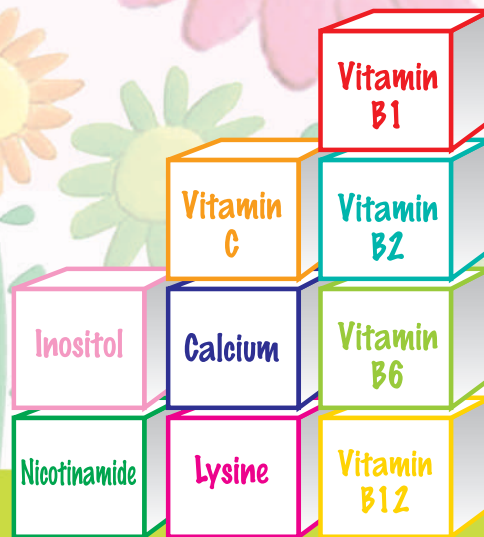 Vitamin
B1
Vitamin
C
Vitamin
B2
Inositol
Calcium
Vitamin
B6
Nicotinamide
Lysine
Vitamin
B12